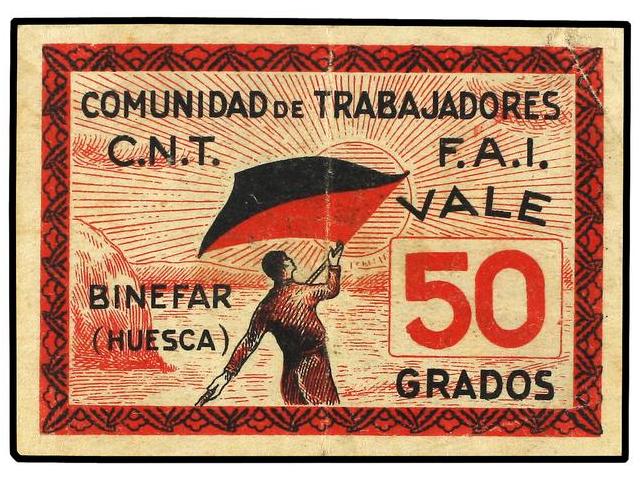 COMUNIDAD DE TRABAJADORES
C.N.T. F.A.I.
VALE
50
GRADOS
BINEFAR
(HUESCA)